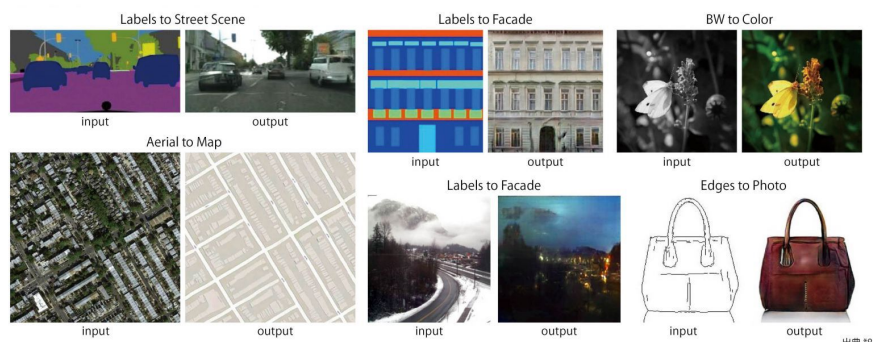 Labels to Street Scene
input
output
Labels to Facade
input
output
BW to Color
input
output
Aerial to Map
input
output
Labels to Facade
input
output
Edges to Photo
input
output